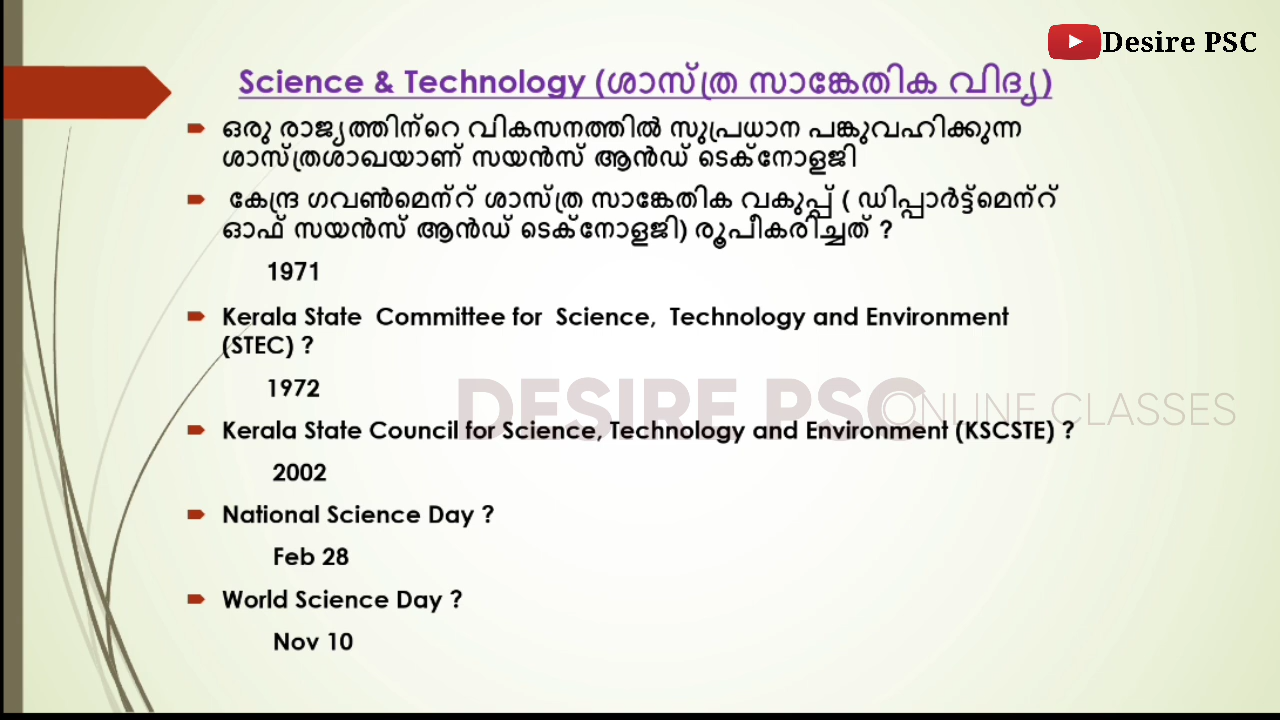 Desire PSC
Science & Technology (ശാസ്ത്ര സാങ്കേതിക വിദ്യ)
ഒരു രാജ്യത്തിന്റെ വികസനത്തിൽ സുപ്രധാന പങ്കുവഹിക്കുന്ന
ശാസ്ത്രശാഖയാണ് സയൻസ് ആൻഡ് ടെക്നോളജി
കേന്ദ്ര ഗവൺമെന്റ് ശാസ്ത്ര സാങ്കേതിക വകുപ്പ് ( ഡിപ്പാർട്ട്മെന്റ്
ഓഫ് സയൻസ് ആൻഡ് ടെക്നോളജി) രൂപീകരിച്ചത് ?
1971
Kerala State Committee for Science, Technology and Environment
(STEC) ?
1972
DESIRE PSC ONLINE CLASSES
Kerala State Council for Science, Technology and Environment (KSCSTE) ?
2002
National Science Day ?
Feb 28
World Science Day ?
Nov 10